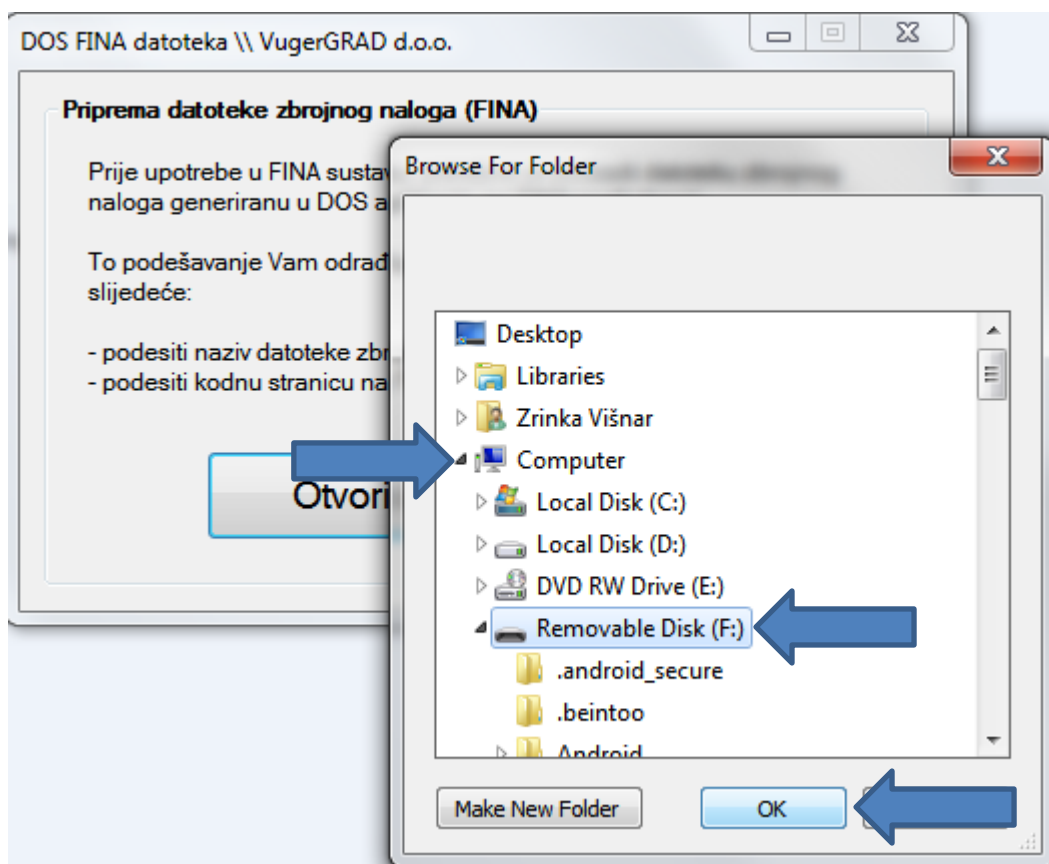 DOS FINA datoteka \\ VugerGRAD d.o.o.
Priprema datoteke zbrojnog naloga (FINA)
Prije upotrebe u FINA sustav
naloga generiranu u DOS a
To podešavanje Vam odrađ
slijedeće:
- podesiti naziv datoteke zbr
- podesiti kodnu stranicu na
Otvori
Browse For Folder
Desktop
Libraries
Zrinka Višnar
Computer
Local Disk (C:)
Local Disk (D:)
DVD RW Drive (E:)
Removable Disk (F:)
.android_secure
.beintoo
Android
Make New Folder
OK